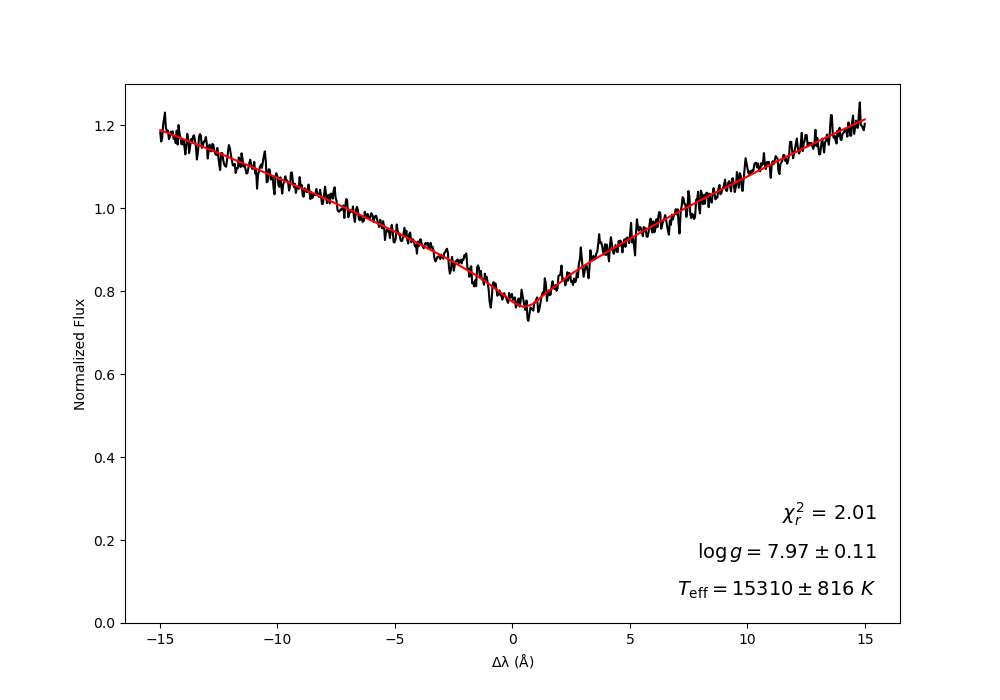 1.2
1.0
0.8
0.6
0.4
0.2
0.0
Normalized Flux
χ²ᵣ = 2.01
log g = 7.97 ± 0.11
T_eff = 15310 ± 816 K
−15 −10 −5 0 5 10 15
Δλ (Å)